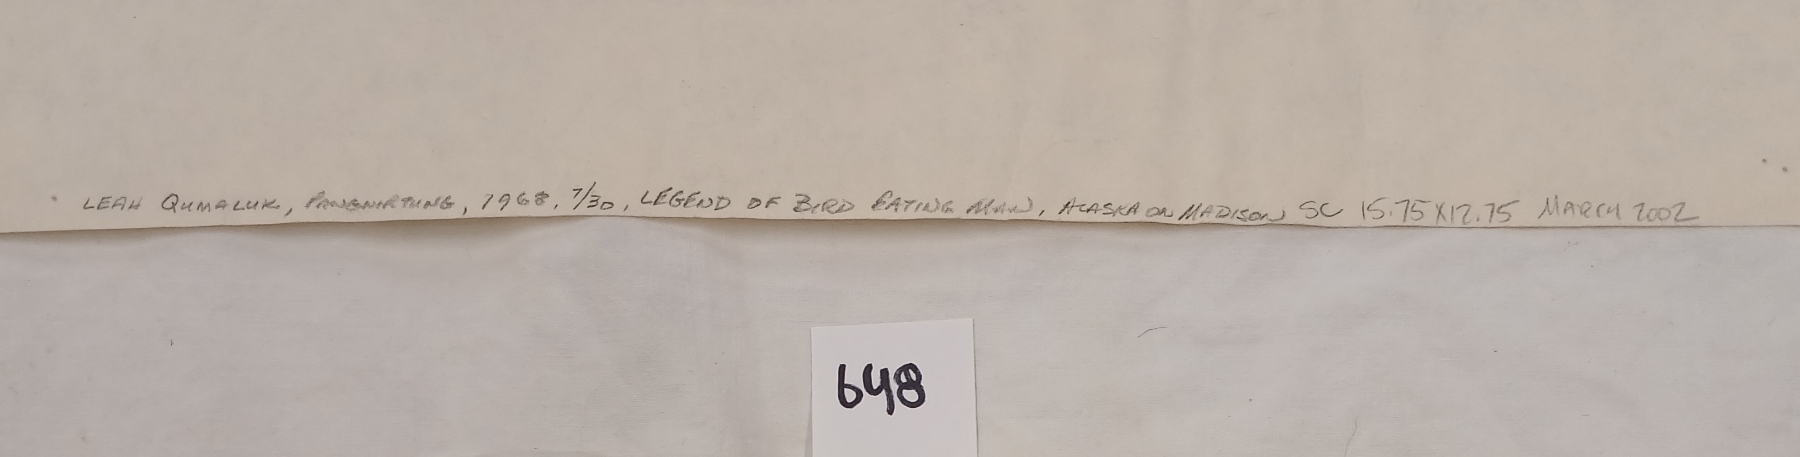 LEAH QUMALUK, PANGNIRTUNG, 1968, 7/30, LEGEND OF BIRD EATING MAN, ALASKA ON MADISON SC 15.75X12.75 MARCH 2002
648